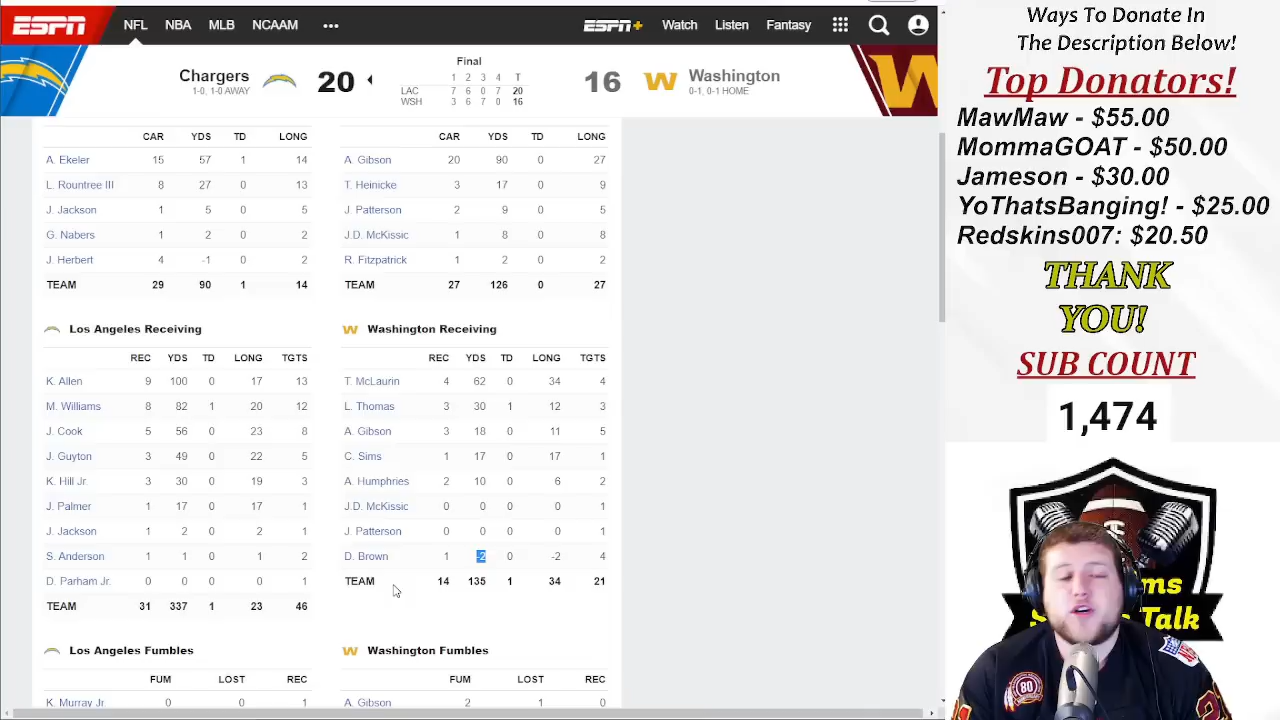 ESPN NFL NBA MLB NCAAM ••• ESPN+ Watch Listen Fantasy
Chargers 20 Final 16 W Washington
1-0, 1-0 AWAY 0-1, 0-1 HOME
1 2 3 4 T
LAC 7 6 0 7 20
WSH 3 6 7 0 16
CAR YDS TD LONG
A. Ekeler 15 57 1 14
L. Rountree III 8 27 0 13
J. Jackson 1 5 0 5
G. Nabers 1 2 0 2
J. Herbert 4 -1 0 2
TEAM 29 90 1 14
CAR YDS TD LONG
A. Gibson 20 90 0 27
T. Heinicke 3 17 0 9
J. Patterson 2 9 0 5
J.D. McKissic 1 8 0 8
R. Fitzpatrick 1 2 0 2
TEAM 27 126 0 27
Los Angeles Receiving
REC YDS TD LONG TGTS
K. Allen 9 100 0 17 13
M. Williams 8 82 1 20 12
J. Cook 5 56 0 23 8
J. Guyton 3 49 0 22 5
K. Hill Jr. 3 30 0 19 3
J. Palmer 1 17 0 17 1
J. Jackson 1 2 0 2 1
S. Anderson 1 1 0 1 2
D. Parham Jr. 0 0 0 0 1
TEAM 31 337 1 23 46
W Washington Receiving
REC YDS TD LONG TGTS
T. McLaurin 4 62 0 34 4
L. Thomas 3 30 1 12 3
A. Gibson 3 18 0 11 5
C. Sims 1 17 0 17 1
A. Humphries 2 10 0 6 2
J.D. McKissic 0 0 0 0 1
J. Patterson 0 0 0 0 1
D. Brown 1 -2 0 -2 4
TEAM 14 135 1 34 21
Los Angeles Fumbles
FUM LOST REC
K. Murray Jr. 0 0 1
W Washington Fumbles
FUM LOST REC
A. Gibson 2 1 0
Ways To Donate In
The Description Below!
Top Donators!
MawMaw - $55.00
MommaGOAT - $50.00
Jameson - $30.00
YoThatsBanging! - $25.00
Redskins007: $20.50
THANK
YOU!
SUB COUNT
1,474
Talk
NFL
80